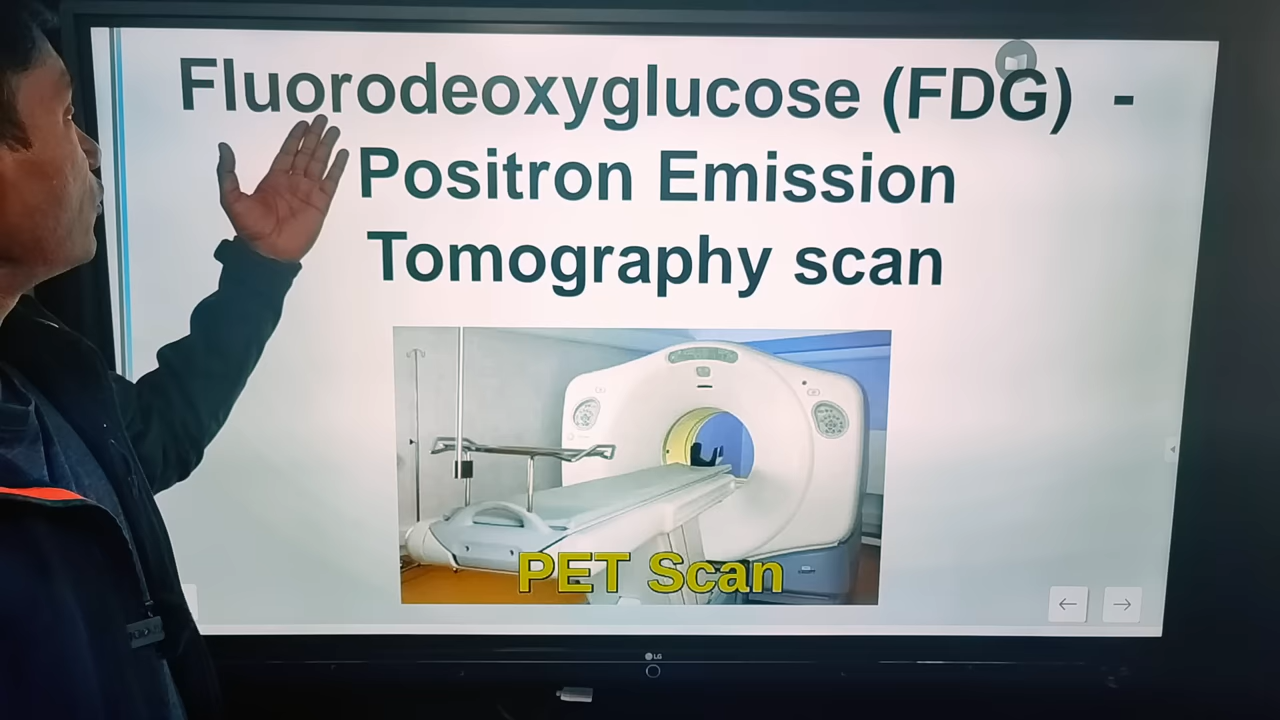 Fluorodeoxyglucose (FDG) -
Positron Emission
Tomography scan
PET Scan
LG